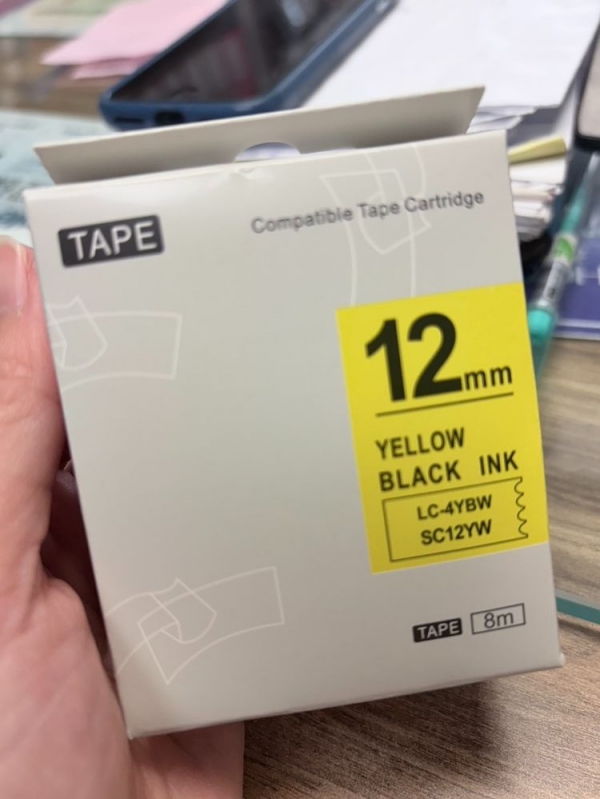 TAPE
Compatible Tape Cartridge
12mm
YELLOW
BLACK INK
LC-4YBW
SC12YW
TAPE 8m